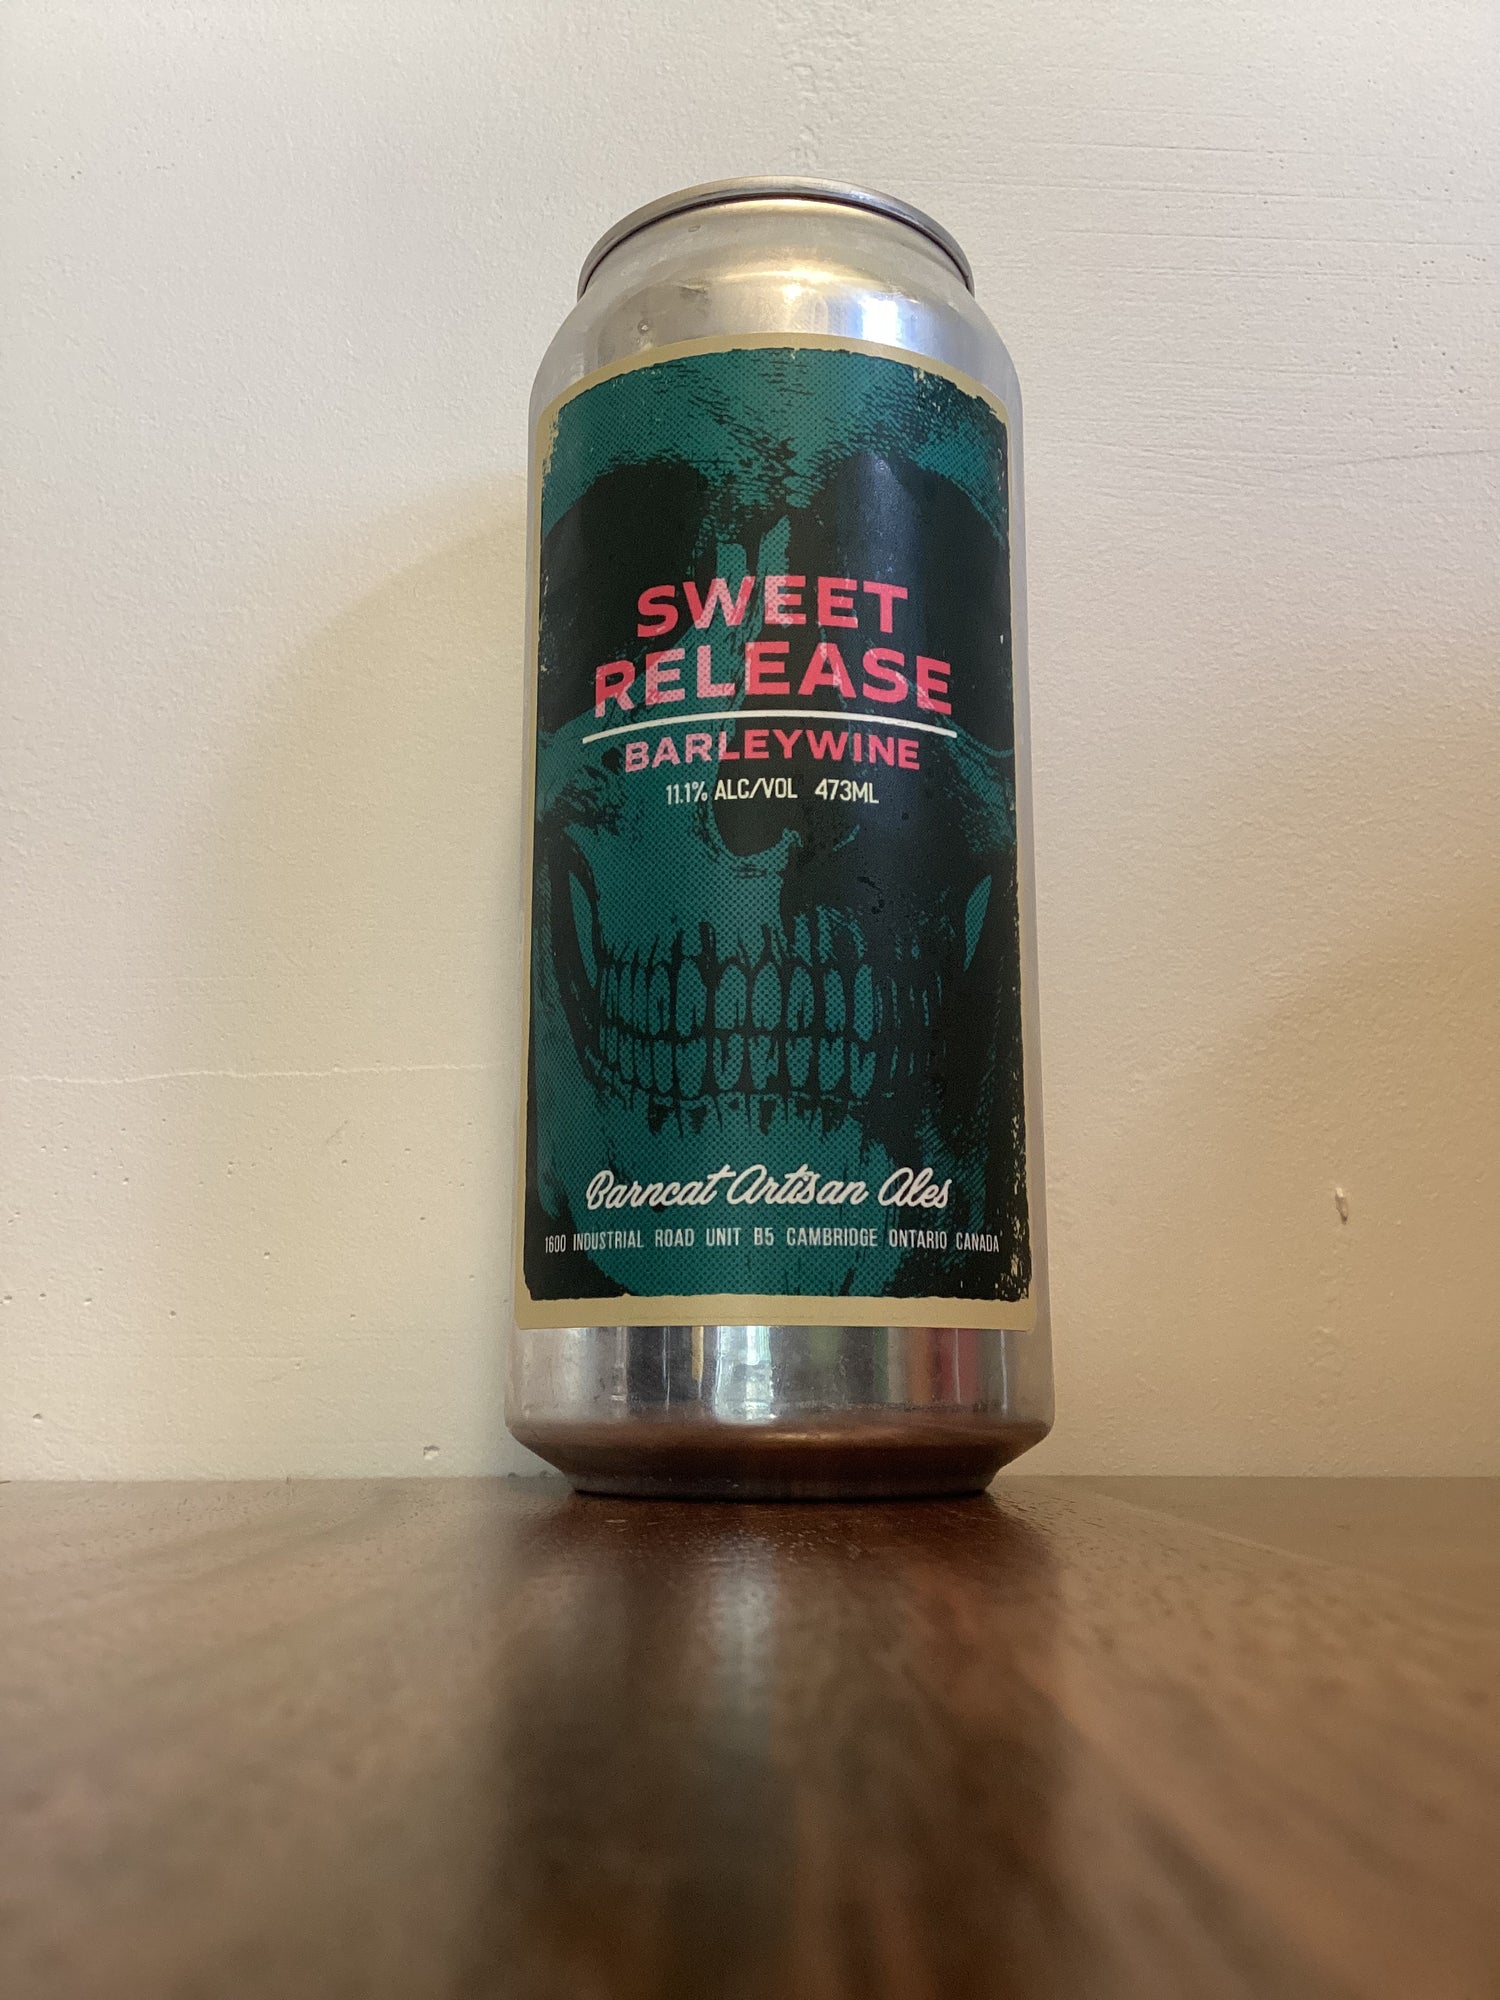 SWEET
RELEASE
BARLEYWINE
11.1% ALC/VOL 473ML
Barncat Artisan Ales
1600 INDUSTRIAL ROAD UNIT B5 CAMBRIDGE ONTARIO CANADA